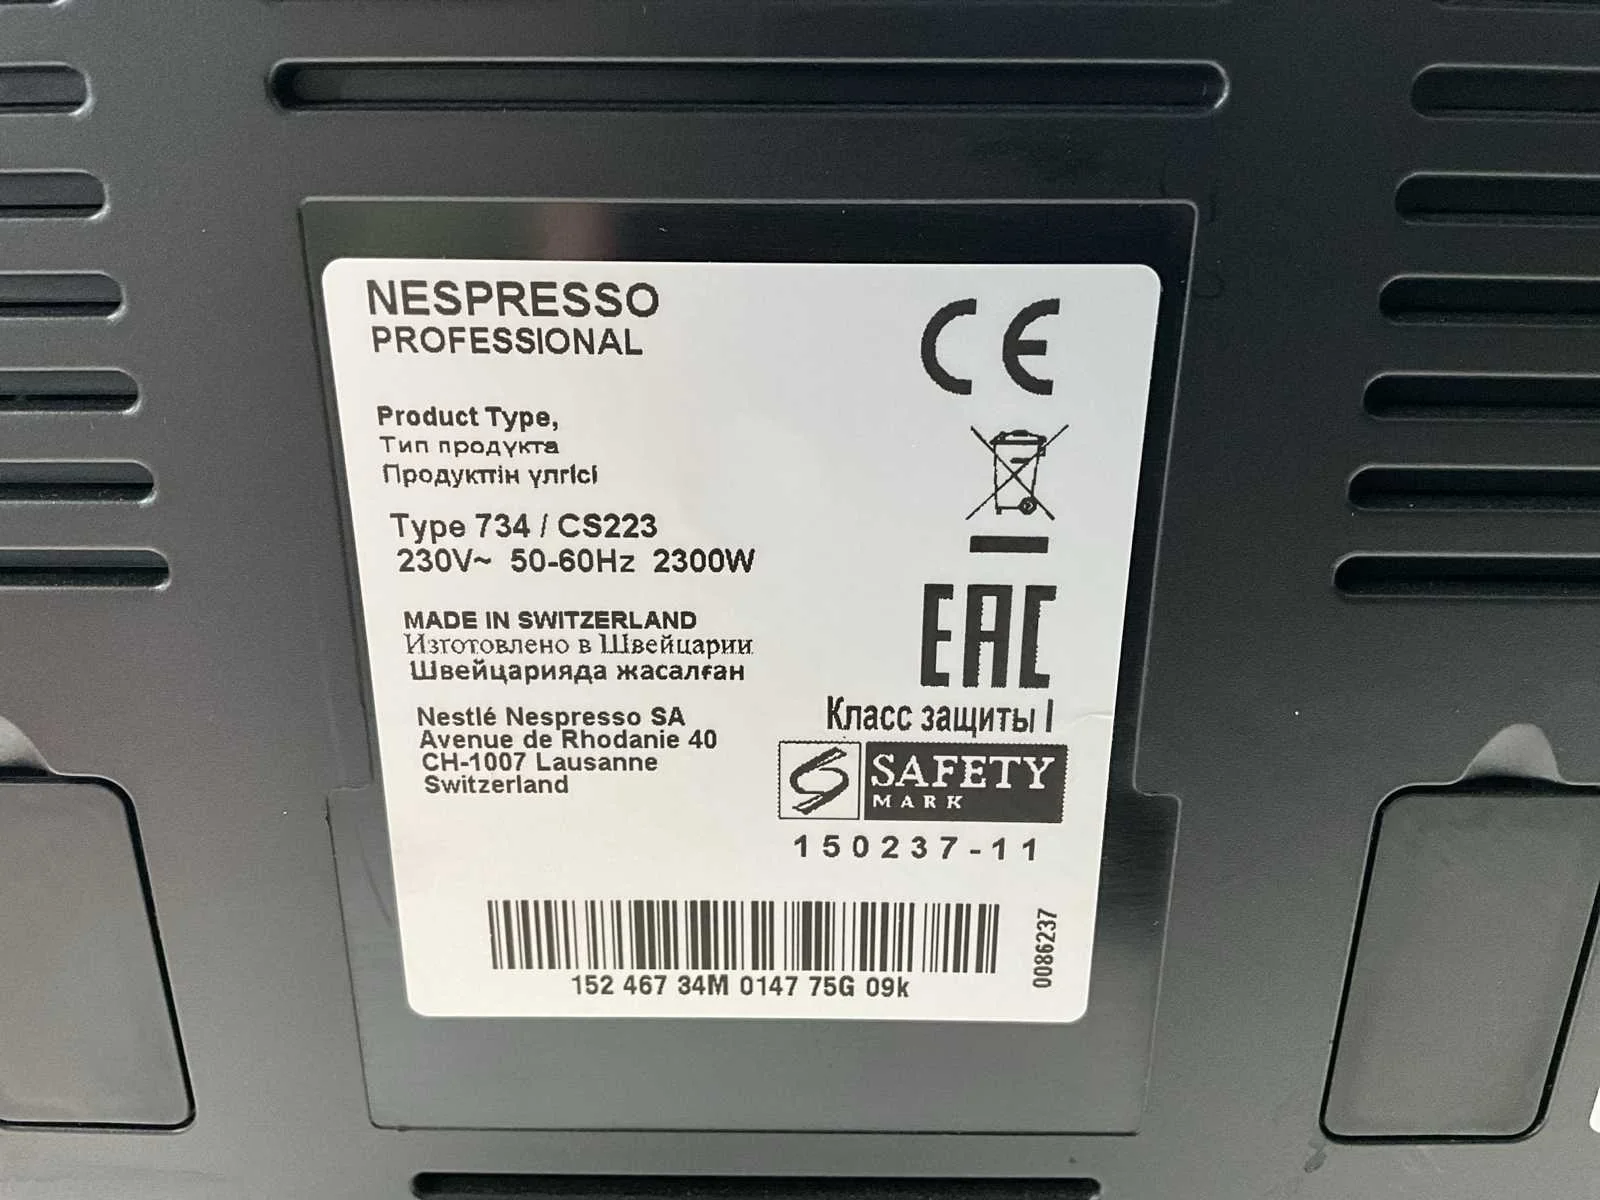 NESPRESSO
PROFESSIONAL
CE
Product Type,
Тип продукта
Продуктгін үлгісі
Type 734 / CS223
230V~ 50-60Hz 2300W
MADE IN SWITZERLAND
Изготовлено в Швейцарии
Швейцарияда жасалған
Nestlé Nespresso SA
Avenue de Rhodanie 40
CH-1007 Lausanne
Switzerland
EAC
Класс защиты I
S SAFETY
MARK
150237-11
152 467 34M 0147 75G 09k
0086237